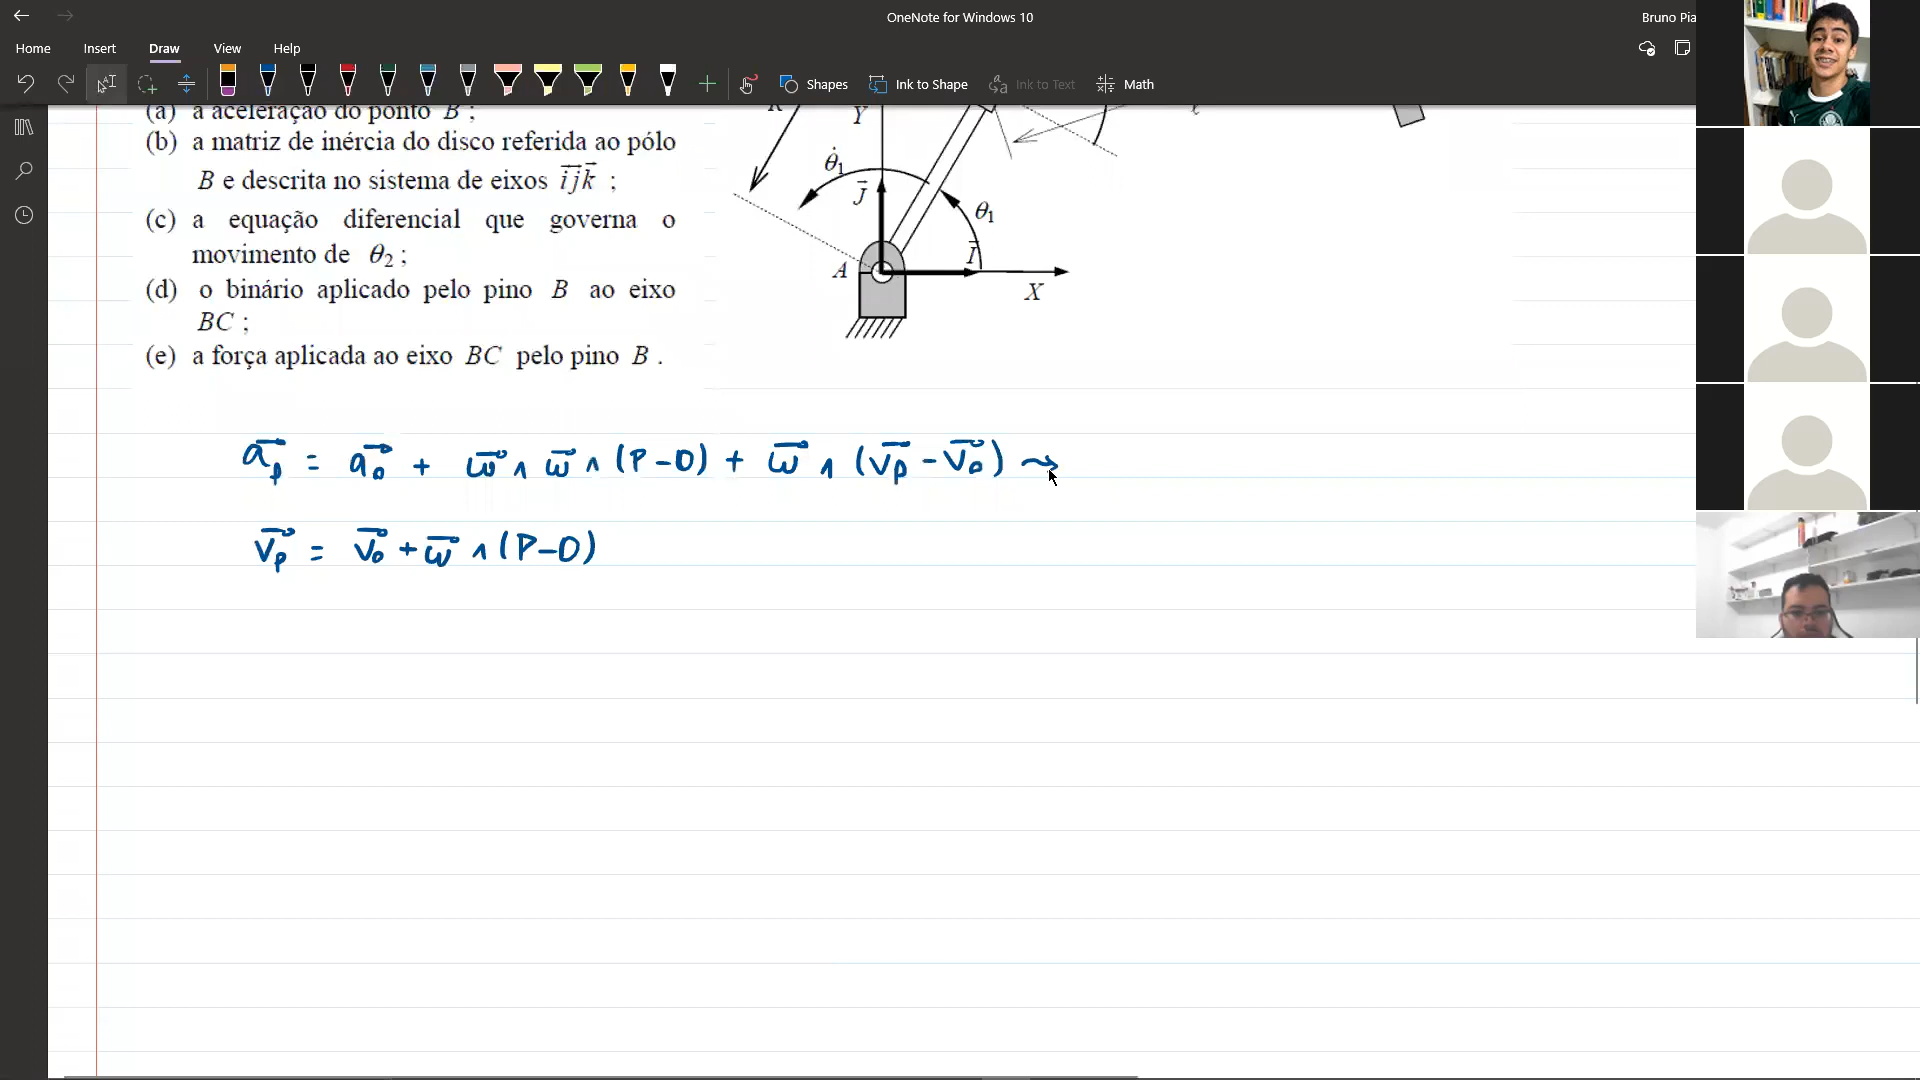 OneNote for Windows 10
Bruno Pia
Home Insert Draw View Help
Shapes Ink to Shape Ink to Text Math
(a) a aceleração do ponto B ;
(b) a matriz de inércia do disco referida ao pólo
B e descrita no sistema de eixos i⃗ j⃗ k⃗ ;
(c) a equação diferencial que governa o
movimento de θ₂ ;
(d) o binário aplicado pelo pino B ao eixo
BC ;
(e) a força aplicada ao eixo BC pelo pino B .
Y
θ̇₁
J⃗
θ₁
I⃗
A
X
a⃗p = a⃗o + ω⃗ ∧ ω⃗ ∧ (P-O) + ω⃗ ∧ (v⃗p - v⃗o) ⇝
v⃗p = v⃗o + ω⃗ ∧ (P-O)